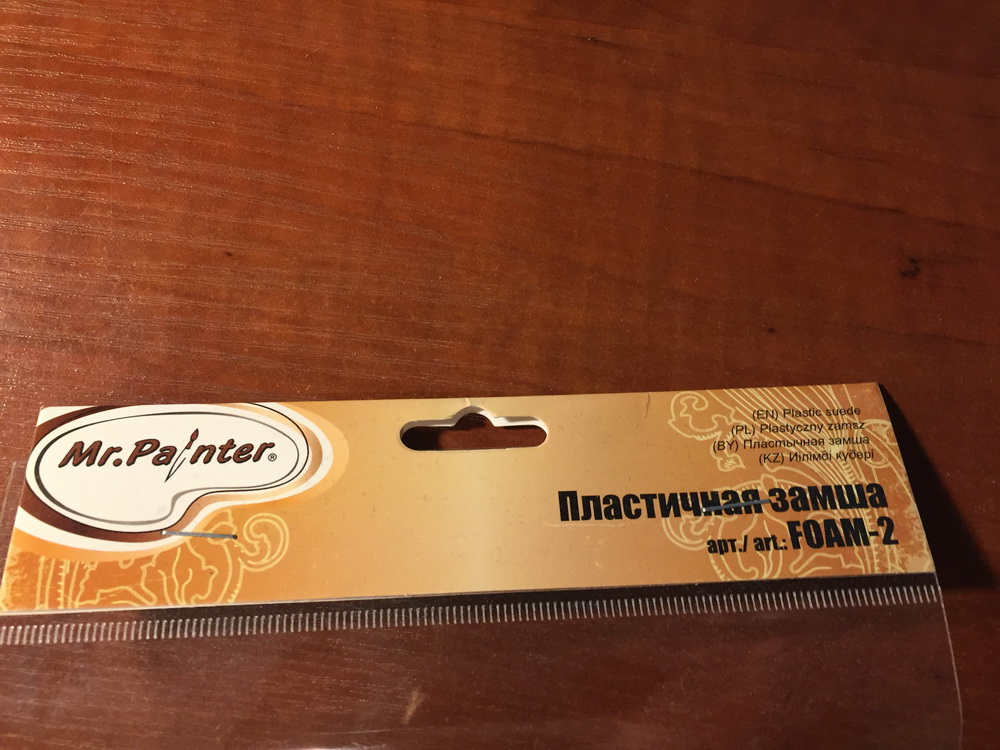 Mr.Painter®
(EN) Plastic suede
(PL) Plastyczny zamsz
(BY) Пластычная замша
(KZ) Иілімді күдері
Пластичная замша
арт./ art.: FOAM-2